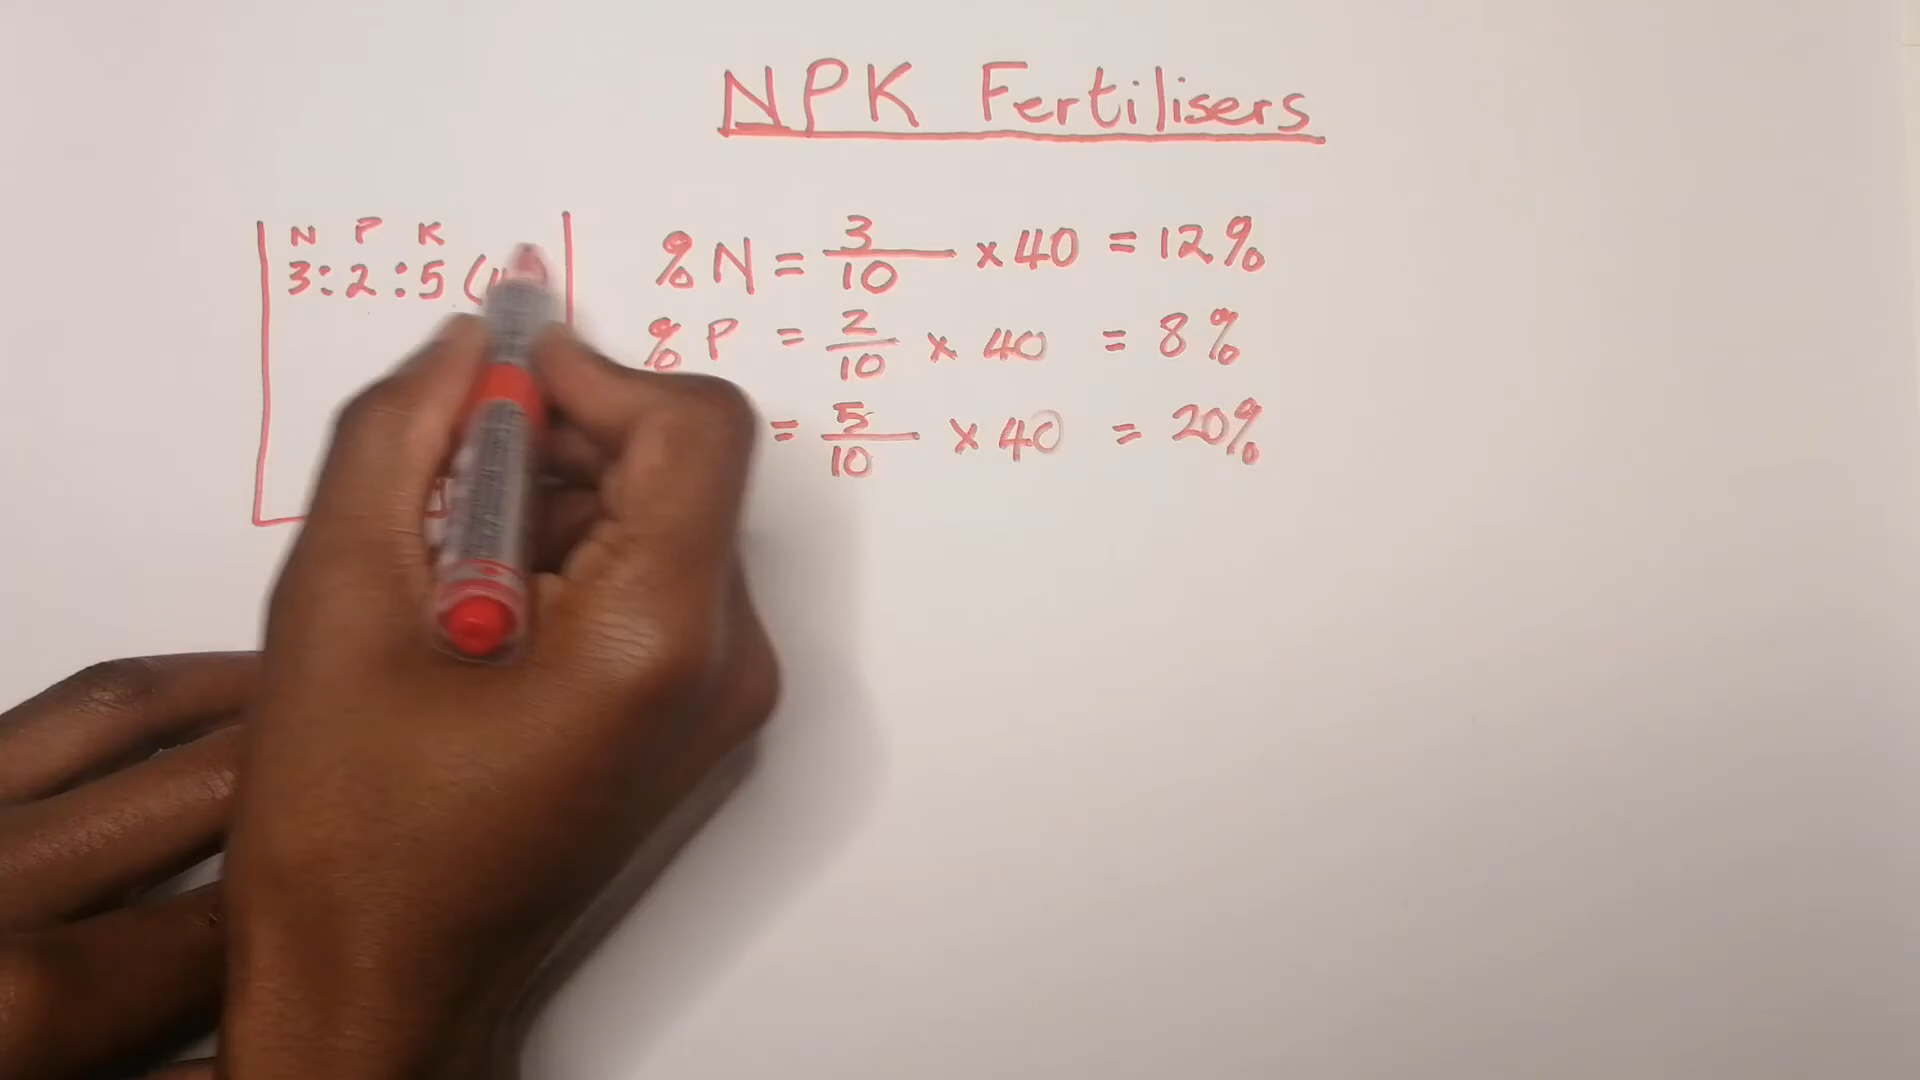 NPK Fertilisers
N P K
3:2:5 (
%N = 3/10 × 40 = 12%
%P = 2/10 × 40 = 8%
= 5/10 × 40 = 20%